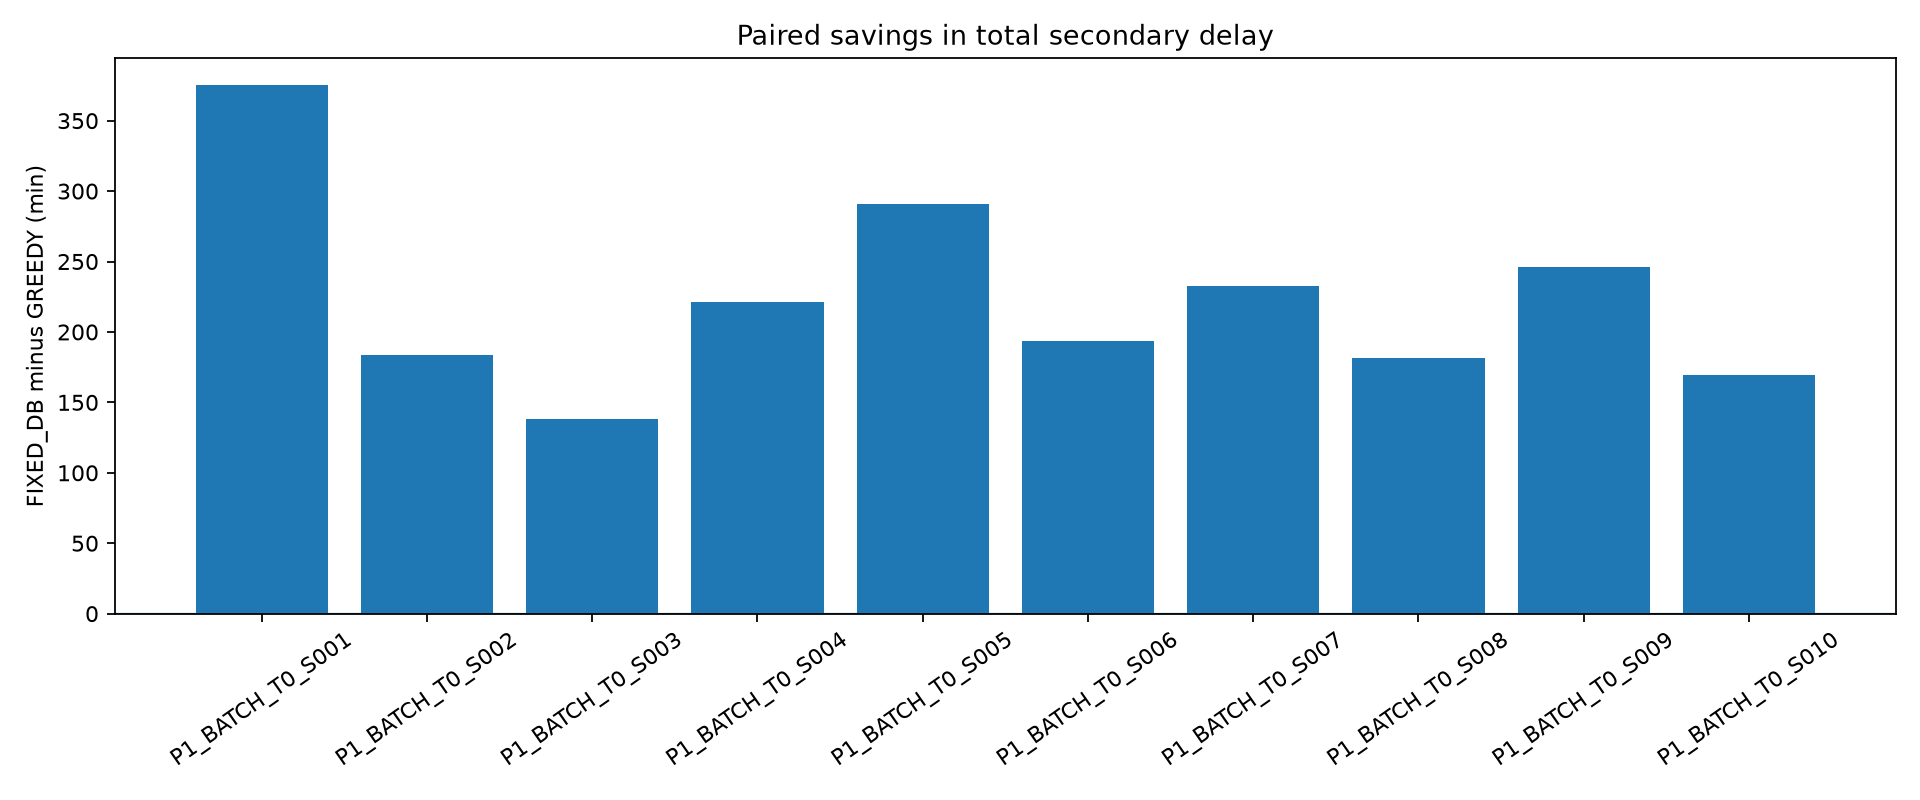 Paired savings in total secondary delay
FIXED_DB minus GREEDY (min)
350
300
250
200
150
100
50
0
P1_BATCH_T0_S001
P1_BATCH_T0_S002
P1_BATCH_T0_S003
P1_BATCH_T0_S004
P1_BATCH_T0_S005
P1_BATCH_T0_S006
P1_BATCH_T0_S007
P1_BATCH_T0_S008
P1_BATCH_T0_S009
P1_BATCH_T0_S010